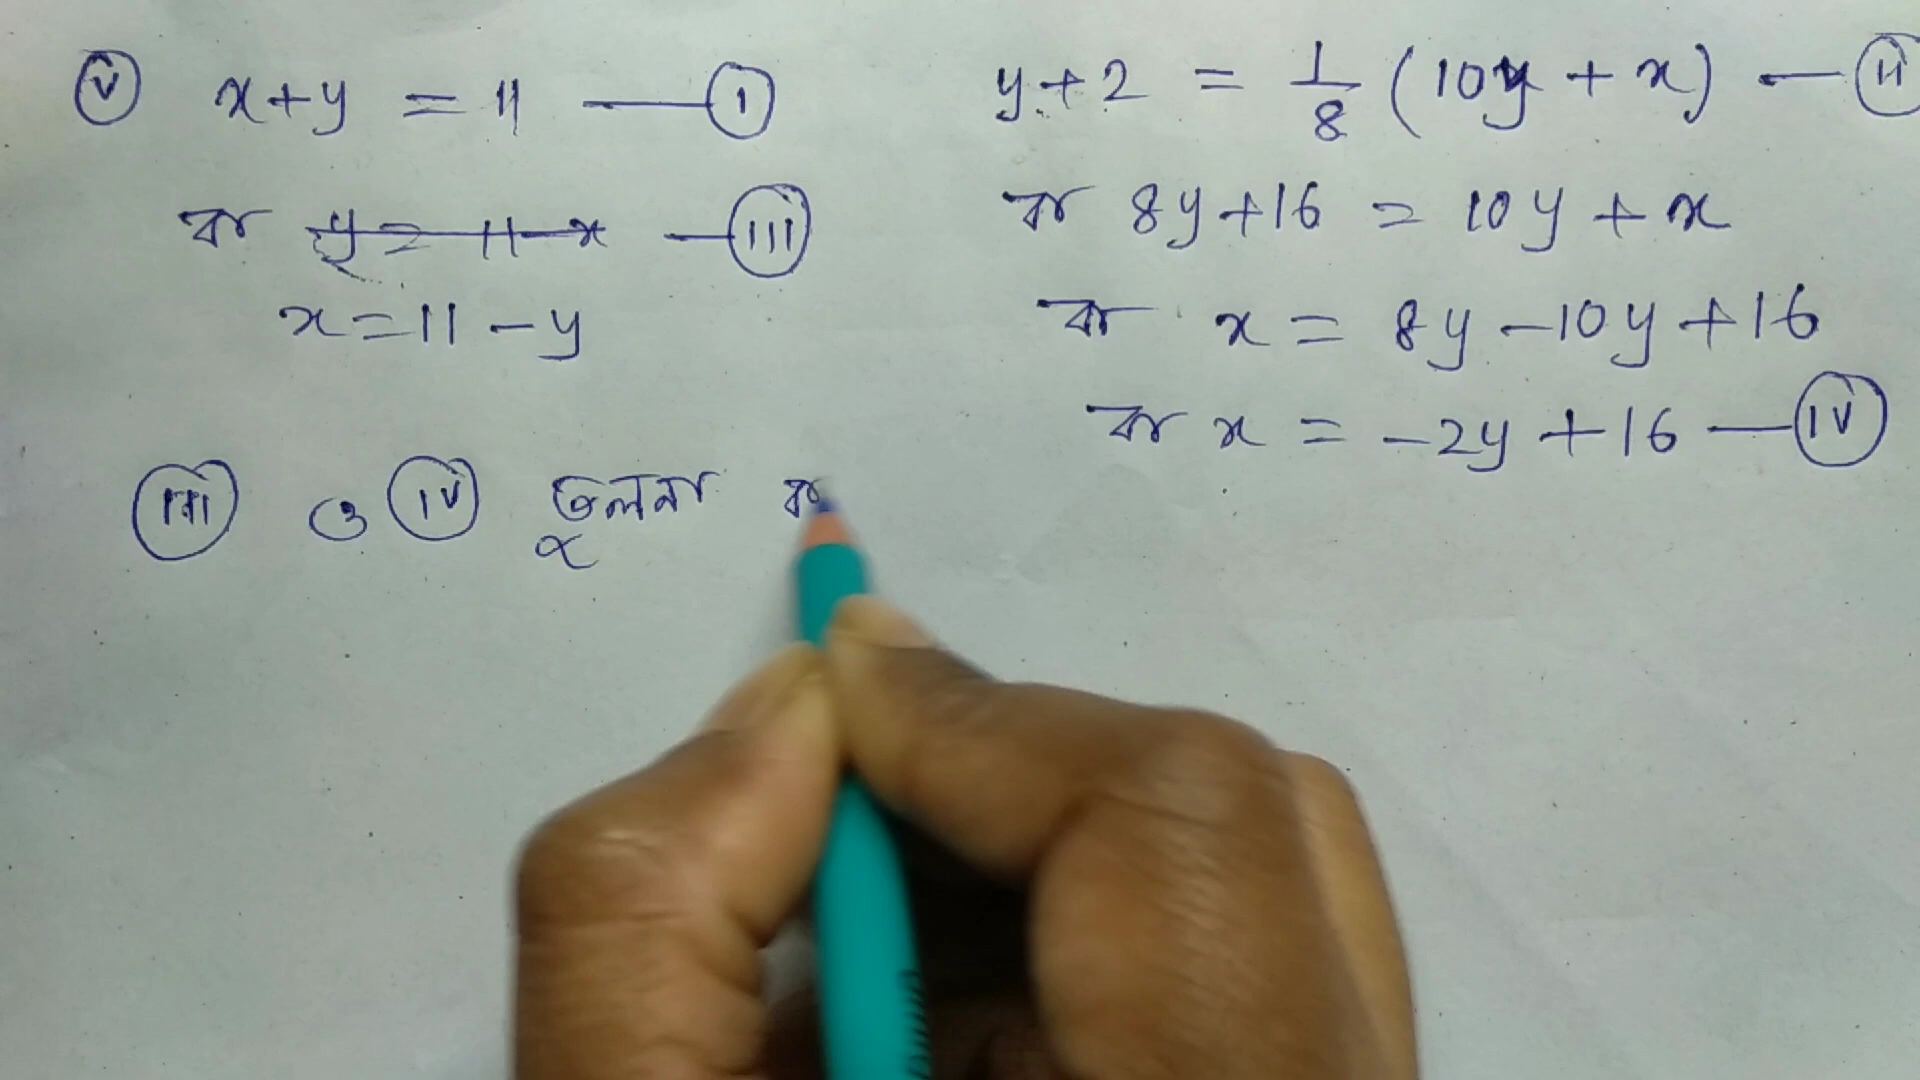 (v) x+y = 11 — (i)
বা y = 11-x — (iii)
x = 11 - y
y+2 = 1/8 (10y + x) — (ii)
বা 8y+16 = 10y + x
বা x = 8y - 10y + 16
বা x = -2y + 16 — (iv)
(iii) ও (iv) তুলনা ক